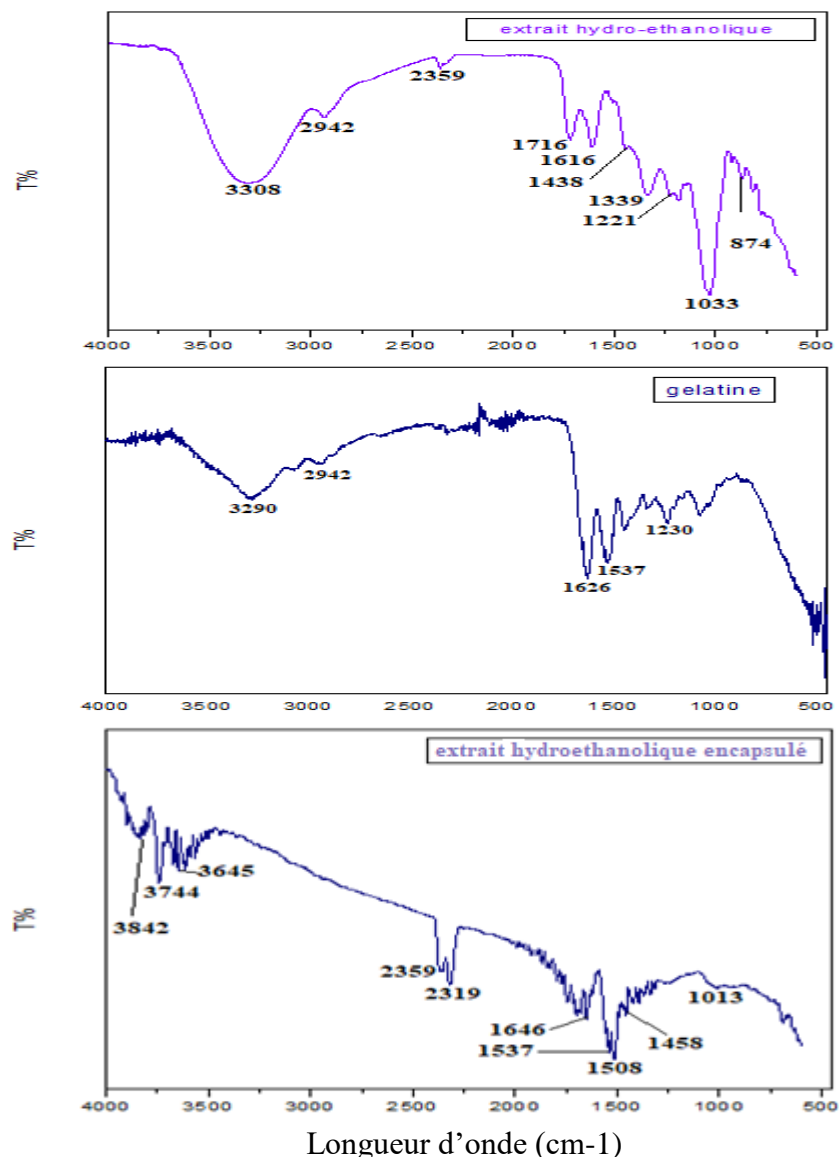 extrait hydro-ethanolique
2359
2942
1716
1616
3308
1438
1339
1221
874
1033
T%
4000 3500 3000 2500 2000 1500 1000 500
gelatine
2942
3290
1230
1537
1626
T%
4000 3500 3000 2500 2000 1500 1000 500
extrait hydroethanolique encapsulé
3645
3744
3842
2359
2319
1013
1646
1458
1537
1508
T%
4000 3500 3000 2500 2000 1500 1000 500
Longueur d’onde (cm-1)